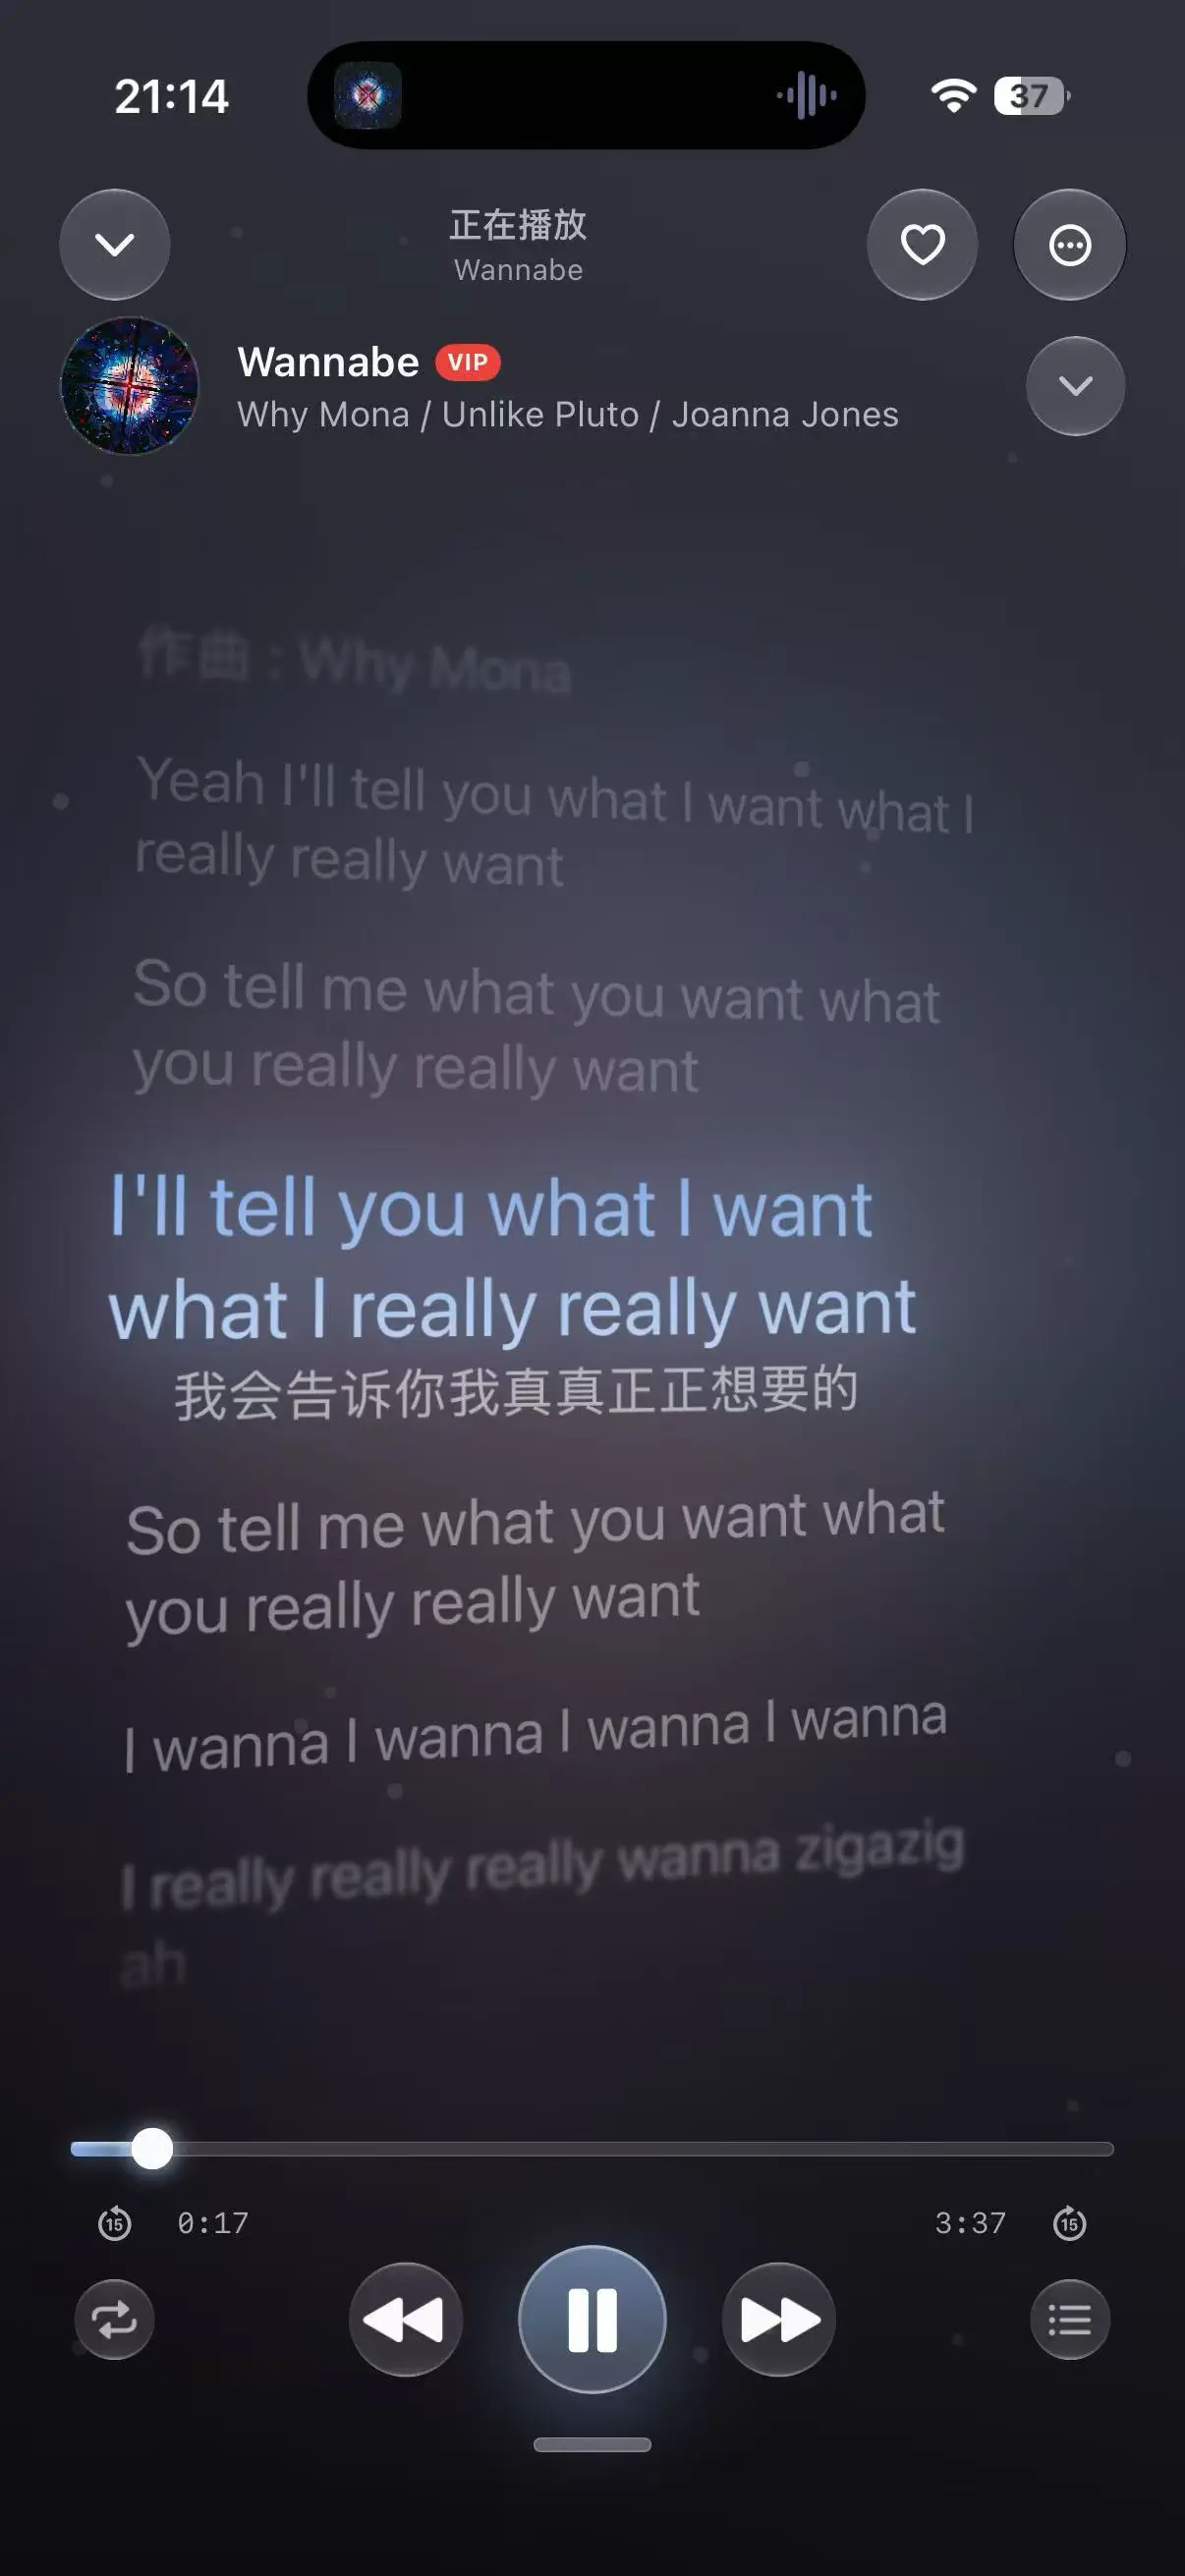 21:14
37
正在播放
Wannabe
Wannabe VIP
Why Mona / Unlike Pluto / Joanna Jones
作曲 : Why Mona
Yeah I'll tell you what I want what I
really really want
So tell me what you want what
you really really want
I'll tell you what I want
what I really really want
我会告诉你我真真正正想要的
So tell me what you want what
you really really want
I wanna I wanna I wanna I wanna
I really really really wanna zigazig
ah
15 0:17 3:37 15